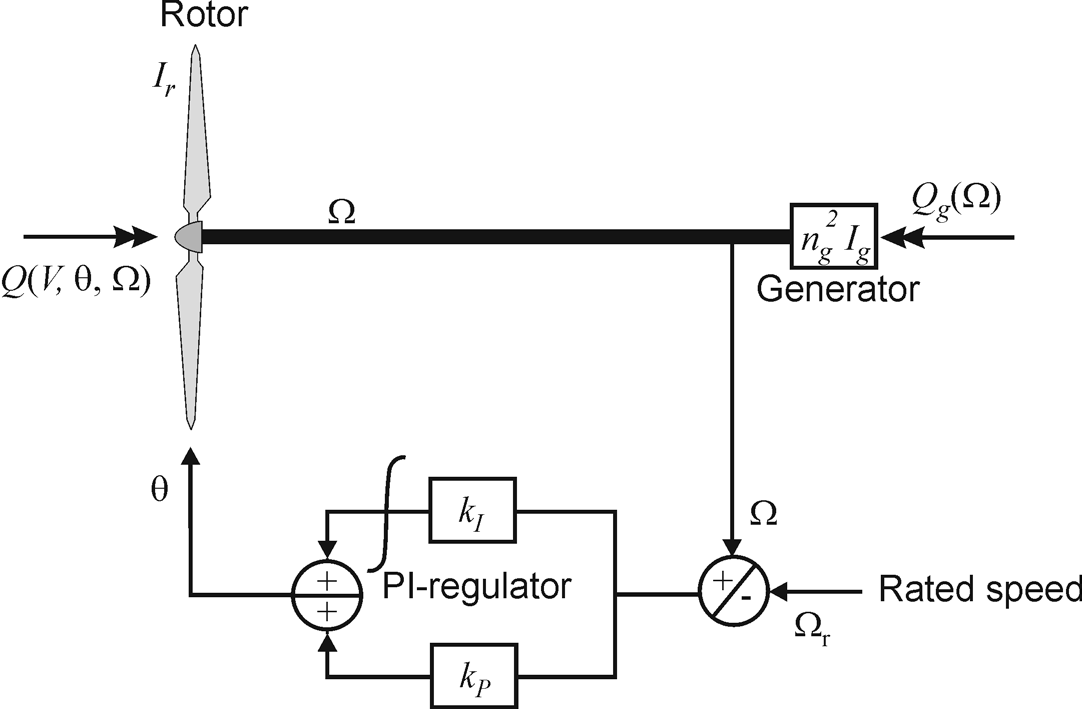 Rotor
I_r
Ω
Q_g(Ω)
n_g^2 I_g
Q(V, θ, Ω)
Generator
θ
k_I
Ω
PI-regulator
+
+
+
-
Rated speed
Ω_r
k_P